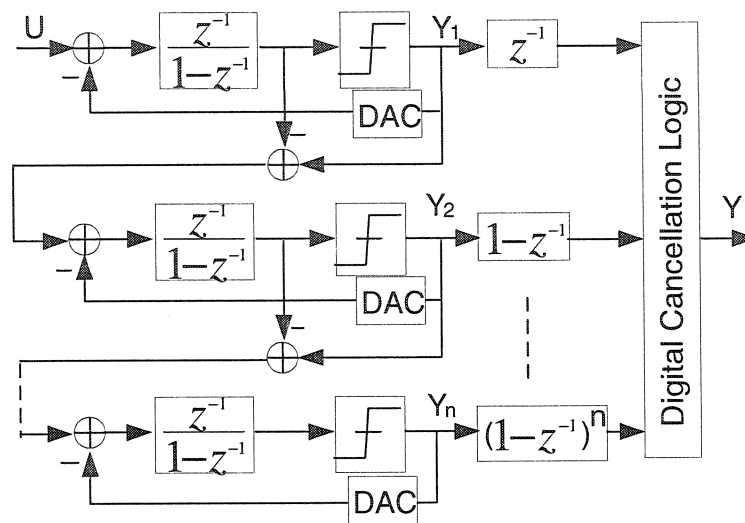 U
z⁻¹
1-z⁻¹
Y₁
z⁻¹
−
DAC
−
z⁻¹
1-z⁻¹
Y₂
1-z⁻¹
−
DAC
−
z⁻¹
1-z⁻¹
Yₙ
(1-z⁻¹)ⁿ
−
DAC
Digital Cancellation Logic
Y